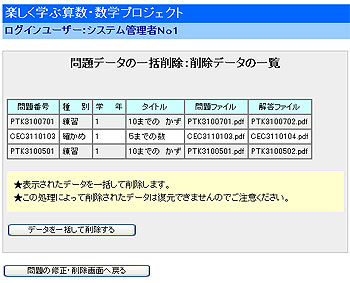 楽しく学ぶ算数・数学プロジェクト
ログインユーザー:システム管理者No1
問題データの一括削除:削除データの一覧
問題番号 種 別 学 年 タイトル 問題ファイル 解答ファイル
PTK3100701 練習 1 10までの かず PTK3100701.pdf PTK3100702.pdf
CEC3110103 確かめ 1 5までの数 CEC3110103.pdf CEC3110104.pdf
PTK3100501 練習 1 10までの かず PTK3100501.pdf PTK3100502.pdf
★表示されたデータを一括して削除します。
★この処理によって削除されたデータは復元できませんのでご注意ください。
データを一括して削除する
問題の修正・削除画面へ戻る